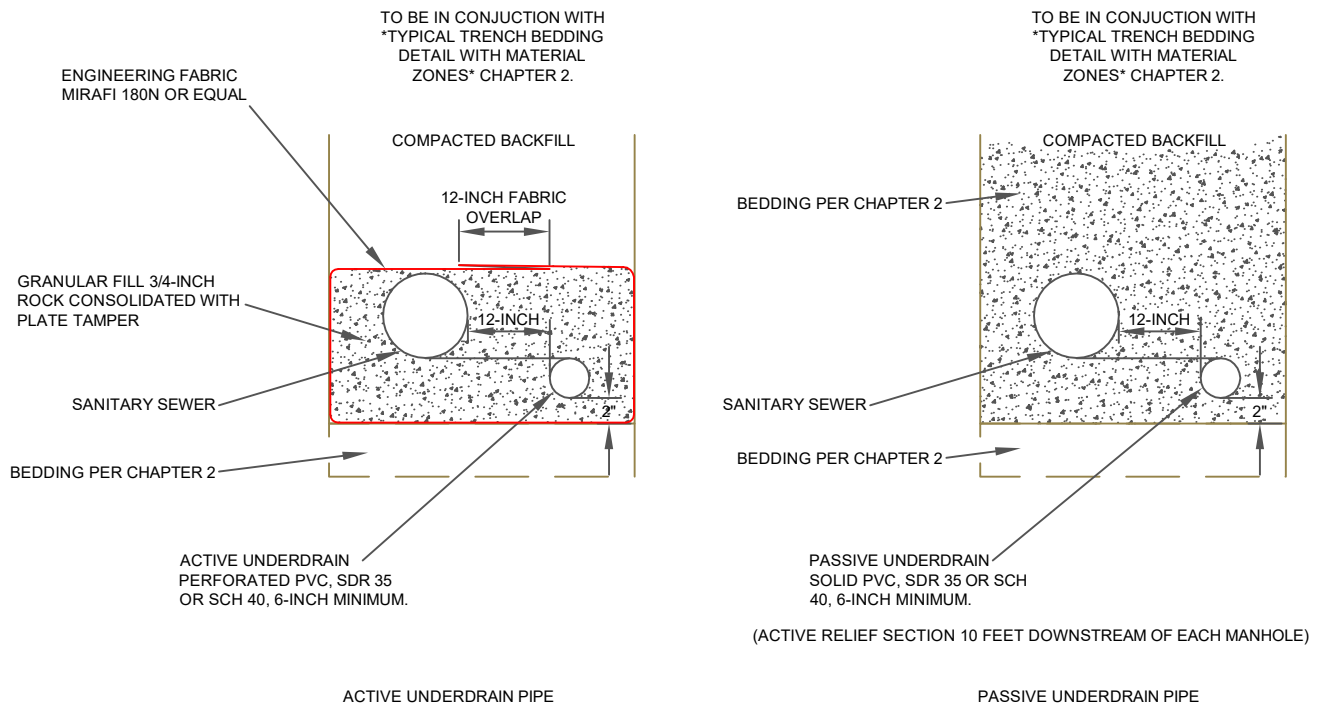 TO BE IN CONJUCTION WITH
*TYPICAL TRENCH BEDDING
DETAIL WITH MATERIAL
ZONES* CHAPTER 2.
ENGINEERING FABRIC
MIRAFI 180N OR EQUAL
COMPACTED BACKFILL
12-INCH FABRIC
OVERLAP
GRANULAR FILL 3/4-INCH
ROCK CONSOLIDATED WITH
PLATE TAMPER
12-INCH
SANITARY SEWER
2"
BEDDING PER CHAPTER 2
ACTIVE UNDERDRAIN
PERFORATED PVC, SDR 35
OR SCH 40, 6-INCH MINIMUM.
ACTIVE UNDERDRAIN PIPE
TO BE IN CONJUCTION WITH
*TYPICAL TRENCH BEDDING
DETAIL WITH MATERIAL
ZONES* CHAPTER 2.
COMPACTED BACKFILL
BEDDING PER CHAPTER 2
12-INCH
SANITARY SEWER
2"
BEDDING PER CHAPTER 2
PASSIVE UNDERDRAIN
SOLID PVC, SDR 35 OR SCH
40, 6-INCH MINIMUM.
(ACTIVE RELIEF SECTION 10 FEET DOWNSTREAM OF EACH MANHOLE)
PASSIVE UNDERDRAIN PIPE